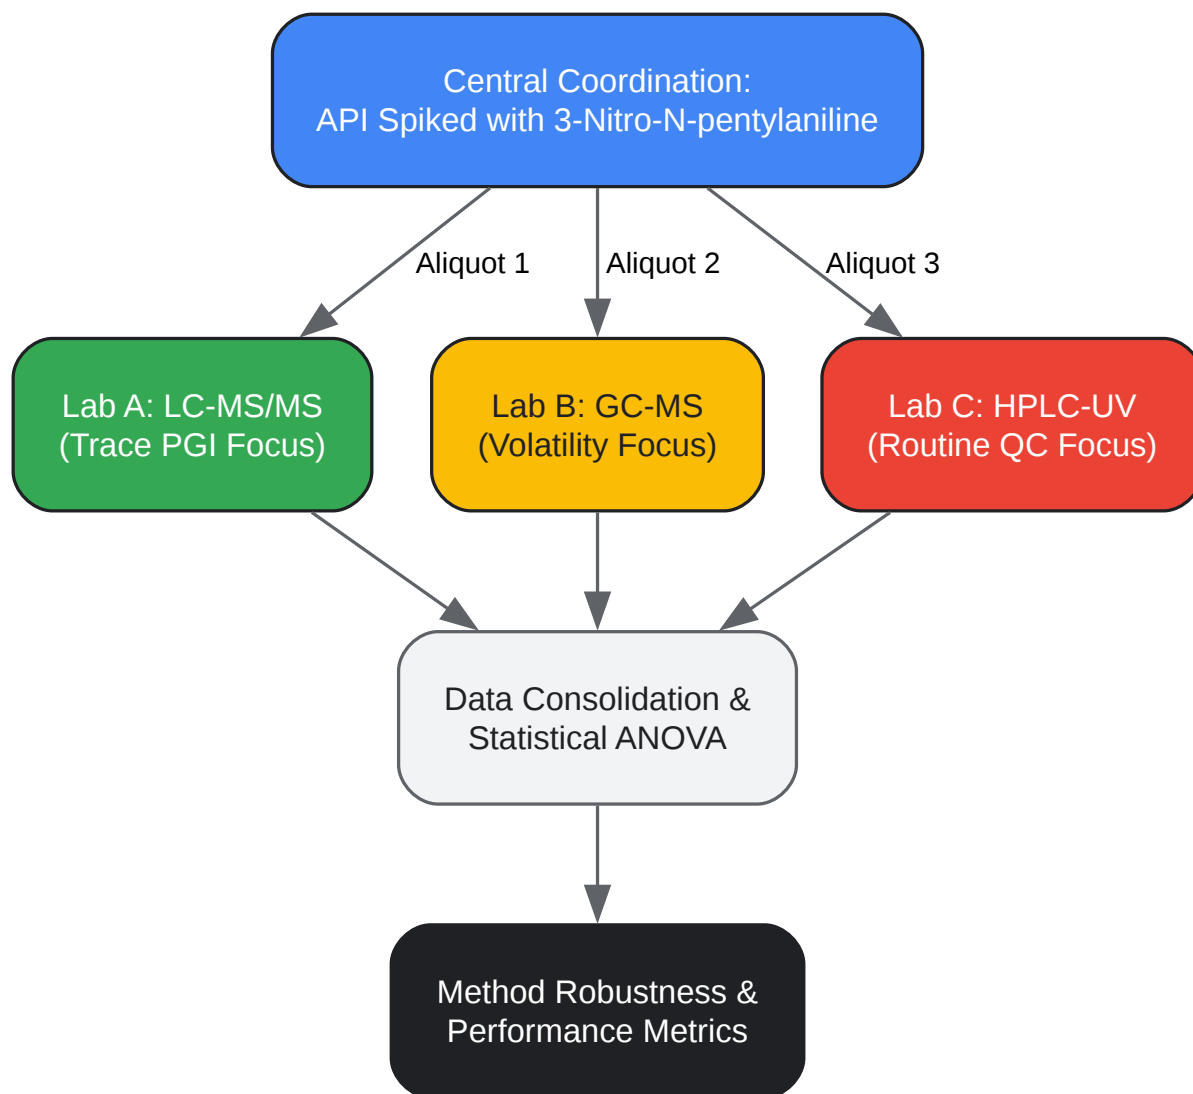 Central Coordination:
API Spiked with 3-Nitro-N-pentylaniline
Aliquot 1
Aliquot 2
Aliquot 3
Lab A: LC-MS/MS
(Trace PGI Focus)
Lab B: GC-MS
(Volatility Focus)
Lab C: HPLC-UV
(Routine QC Focus)
Data Consolidation &
Statistical ANOVA
Method Robustness &
Performance Metrics